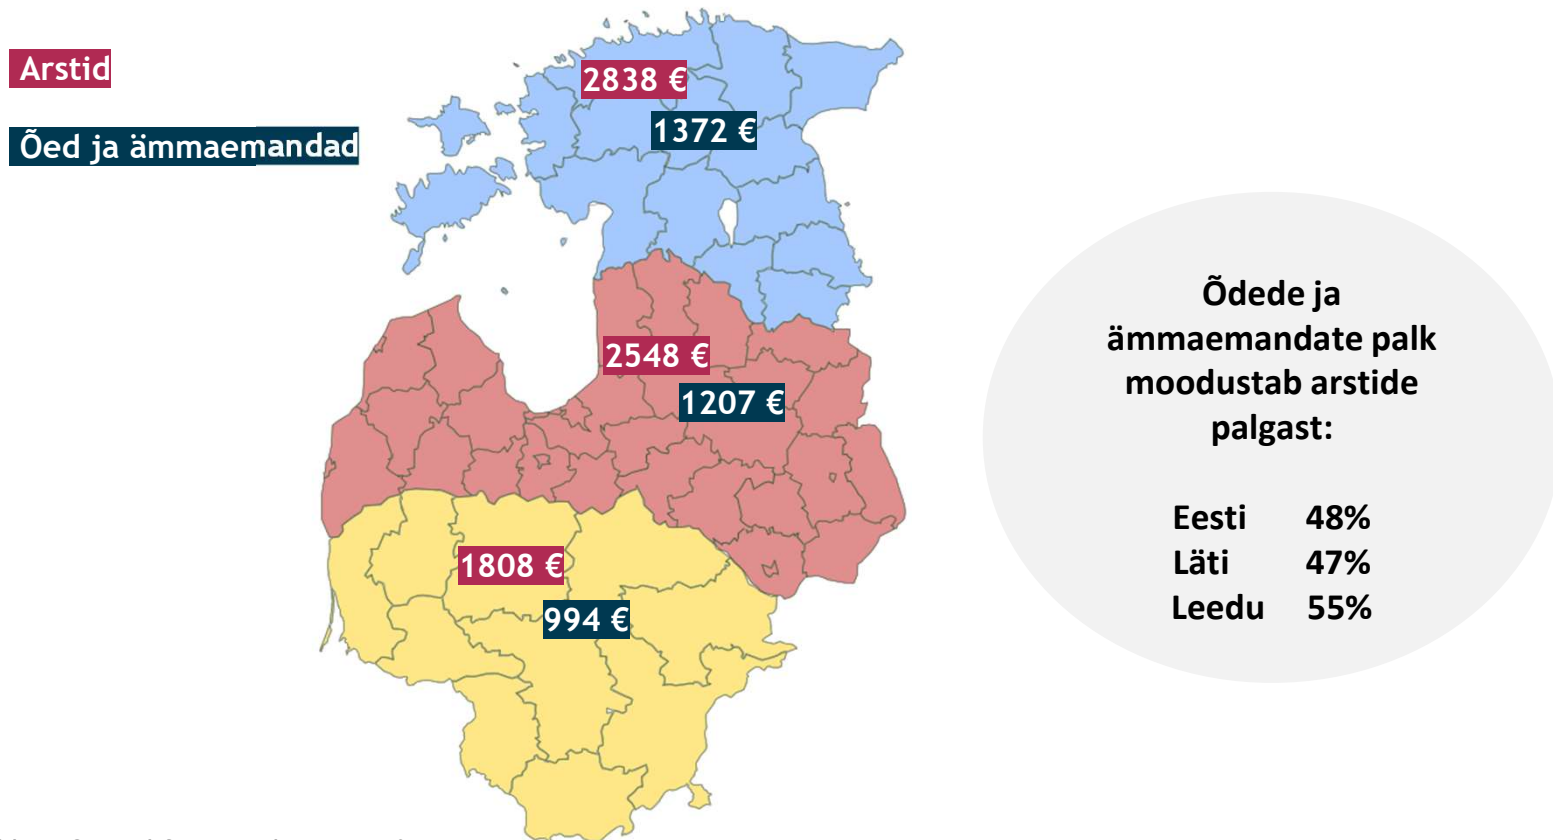 Arstid
Õed ja ämmaemandad
2838 €
1372 €
2548 €
1207 €
1808 €
994 €
Õdede ja
ämmaemandate palk
moodustab arstide
palgast:
Eesti 48%
Läti 47%
Leedu 55%